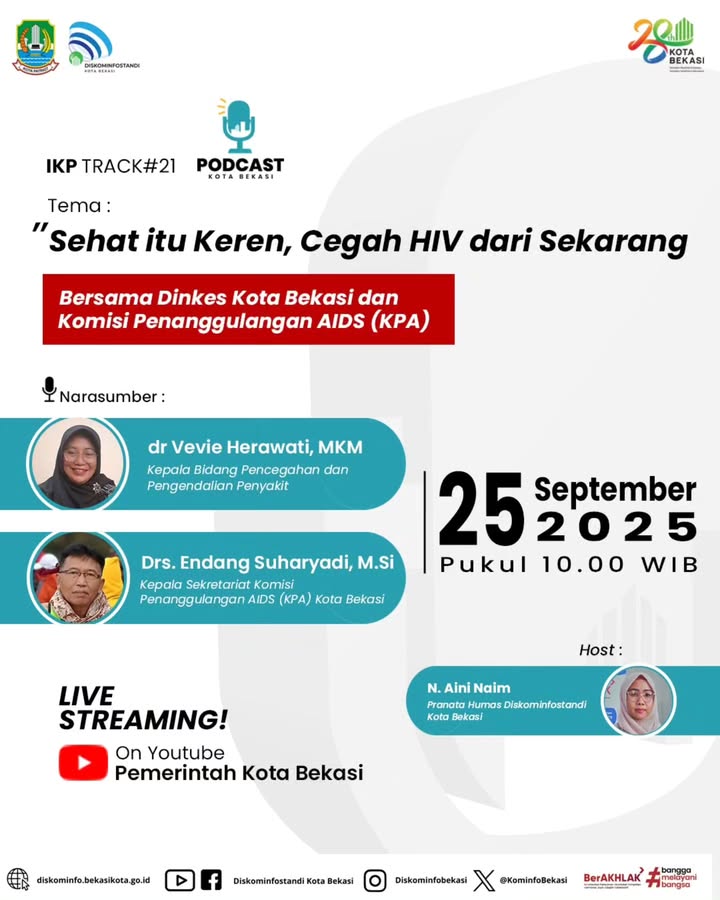 KOTA PATRIOT
DISKOMINFOSTANDI
KOTA BEKASI
28th
KOTA
BEKASI
IKP TRACK#21
PODCAST
KOTA BEKASI
Tema :
"Sehat itu Keren, Cegah HIV dari Sekarang
Bersama Dinkes Kota Bekasi dan
Komisi Penanggulangan AIDS (KPA)
Narasumber :
dr Vevie Herawati, MKM
Kepala Bidang Pencegahan dan
Pengendalian Penyakit
Drs. Endang Suharyadi, M.Si
Kepala Sekretariat Komisi
Penanggulangan AIDS (KPA) Kota Bekasi
25 September
2025
Pukul 10.00 WIB
Host :
N. Aini Naim
Pranata Humas Diskominfostandi
Kota Bekasi
LIVE
STREAMING!
On Youtube
Pemerintah Kota Bekasi
diskominfo.bekasikota.go.id
Diskominfostandi Kota Bekasi
Diskominfobekasi
@KominfoBekasi
BerAKHLAK
#bangga
melayani
bangsa